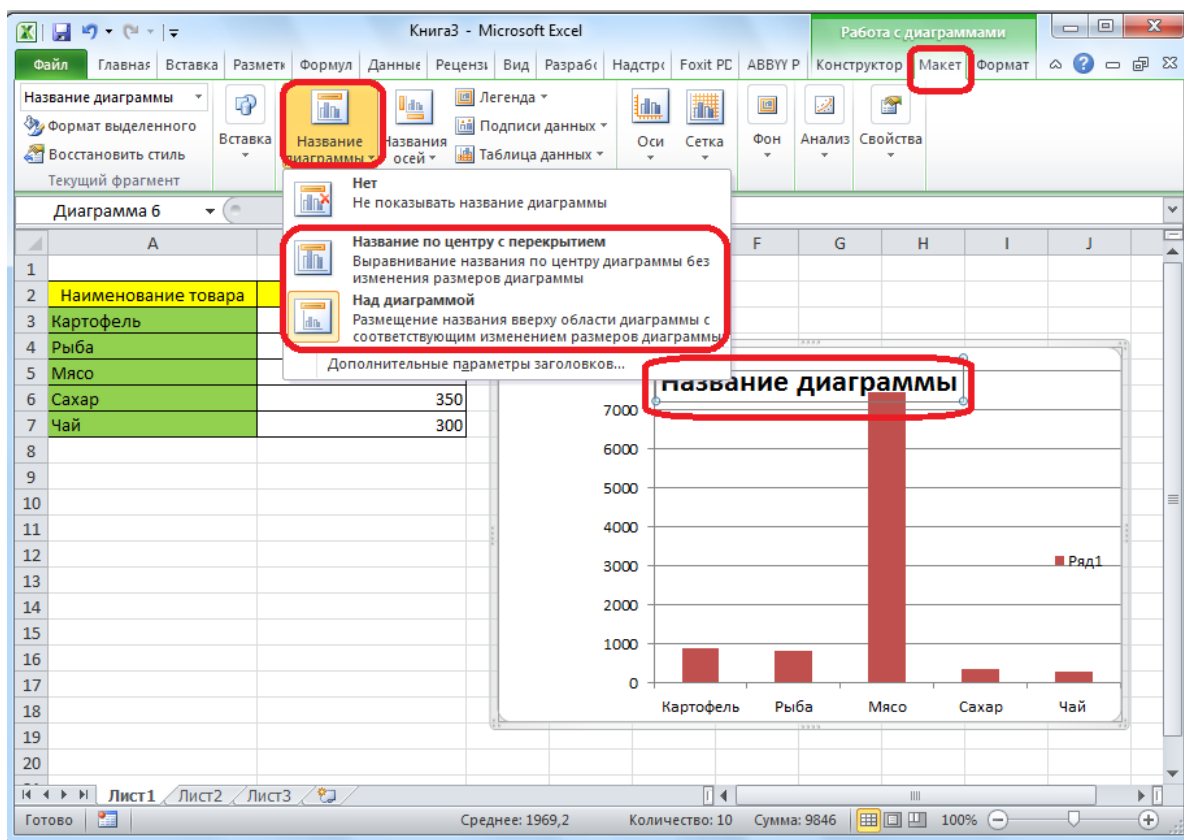 Книга3 - Microsoft Excel
Работа с диаграммами
Файл Главная Вставка Разметк Формул Данные Рецензи Вид Разрабс Надстрс Foxit PD ABBYY P Конструктор Макет Формат
Название диаграммы
Формат выделенного
Восстановить стиль
Текущий фрагмент
Вставка
Название диаграммы
Названия осей
Легенда
Подписи данных
Таблица данных
Оси
Сетка
Фон
Анализ
Свойства
Диаграмма 6
Нет
Не показывать название диаграммы
Название по центру с перекрытием
Выравнивание названия по центру диаграммы без
изменения размеров диаграммы
Над диаграммой
Размещение названия вверху области диаграммы с
соответствующим изменением размеров диаграммы
Дополнительные параметры заголовков...
A F G H I J
1
2 Наименование товара
3 Картофель
4 Рыба
5 Мясо
6 Сахар 350
7 Чай 300
8
9
10
11
12
13
14
15
16
17
18
19
20
Название диаграммы
7000
6000
5000
4000
3000
2000
1000
0
Картофель Рыба Мясо Сахар Чай
Ряд1
Лист1 Лист2 Лист3
Готово Среднее: 1969,2 Количество: 10 Сумма: 9846 100%